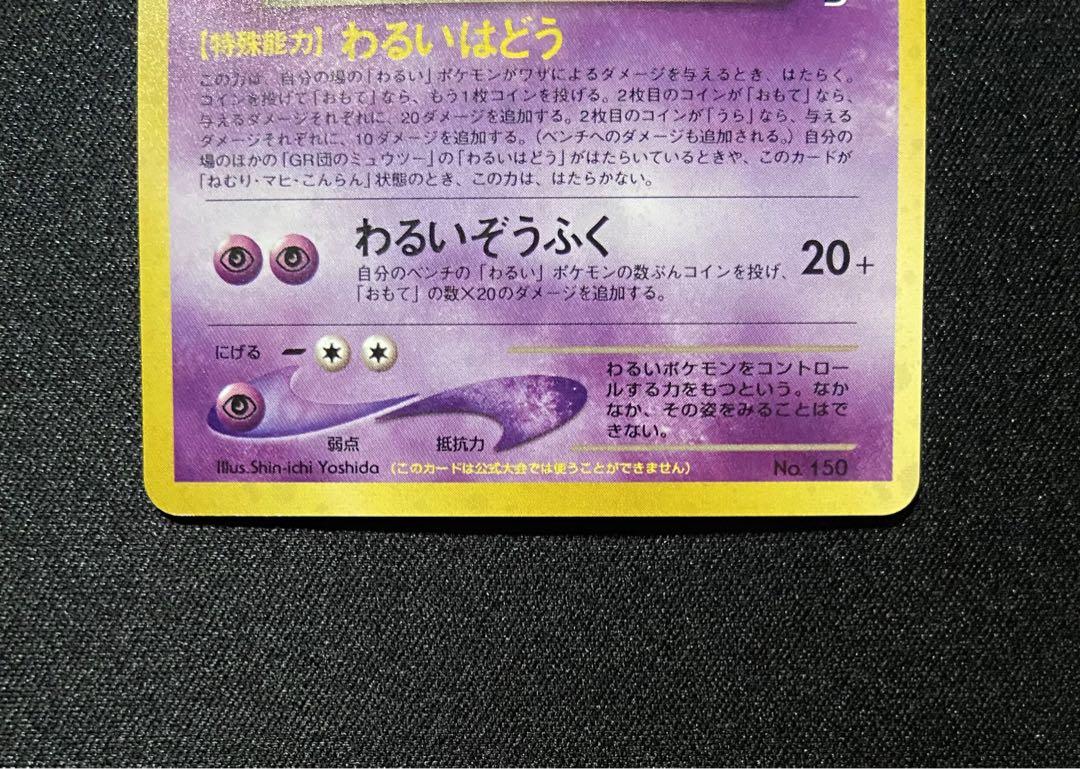 【特殊能力】 わるいはどう
この力は、自分の場の「わるい」ポケモンがワザによるダメージを与えるとき、はたらく。
コインを投げて「おもて」なら、もう1枚コインを投げる。2枚目のコインが「おもて」なら、
与えるダメージそれぞれに、20ダメージを追加する。2枚目のコインが「うら」なら、与える
ダメージそれぞれに、10ダメージを追加する。(ベンチへのダメージも追加される。)自分の
場のほかの「GR団のミュウツー」の「わるいはどう」がはたらいているときや、このカードが
「ねむり・マヒ・こんらん」状態のとき、この力は、はたらかない。
わるいぞうふく 20+
自分のベンチの「わるい」ポケモンの数ぶんコインを投げ、
「おもて」の数×20のダメージを追加する。
にげる
わるいポケモンをコントロー
ルする力をもつという。なか
なか、その姿をみることはで
きない。
弱点 抵抗力
Illus. Shin-ichi Yoshida (このカードは公式大会では使うことができません) No. 150